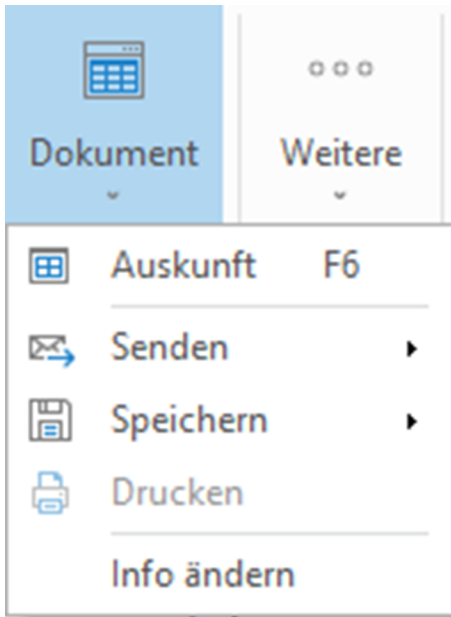 Dokument Weitere
Auskunft F6
Senden
Speichern
Drucken
Info ändern